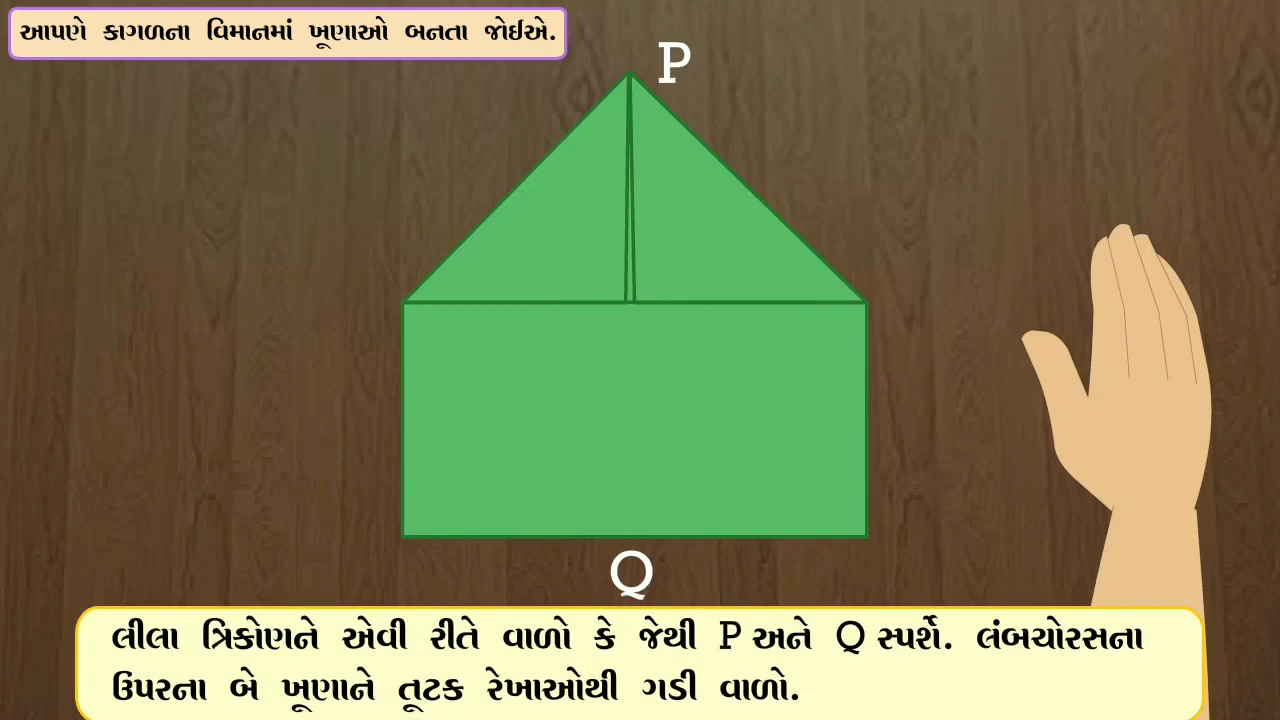 આપણે કાગળના વિમાનમાં ખૂણાઓ બનતા જોઈએ.
P
Q
લીલા ત્રિકોણને એવી રીતે વાળો કે જેથી P અને Q સ્પર્શે. લંબચોરસના
ઉપરના બે ખૂણાને તૂટક રેખાઓથી ગડી વાળો.